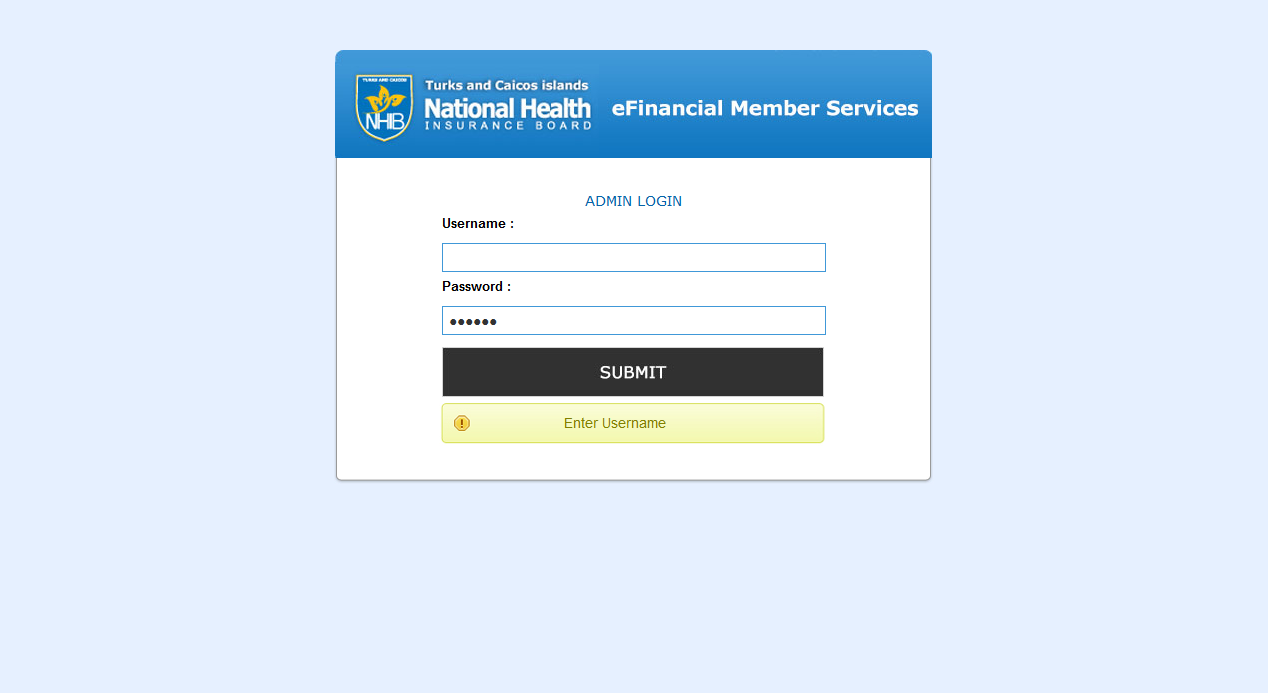 TURKS AND CAICOS
NHIB
Turks and Caicos islands
National Health
INSURANCE BOARD
eFinancial Member Services
ADMIN LOGIN
Username :
Password :
••••••
SUBMIT
Enter Username